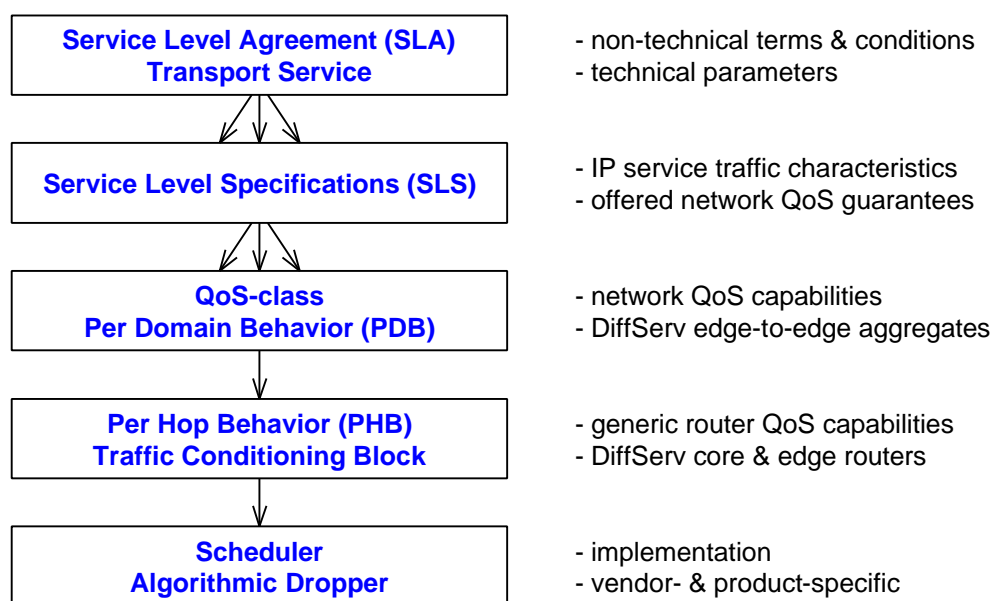 Service Level Agreement (SLA)
Transport Service
- non-technical terms & conditions
- technical parameters
Service Level Specifications (SLS)
- IP service traffic characteristics
- offered network QoS guarantees
QoS-class
Per Domain Behavior (PDB)
- network QoS capabilities
- DiffServ edge-to-edge aggregates
Per Hop Behavior (PHB)
Traffic Conditioning Block
- generic router QoS capabilities
- DiffServ core & edge routers
Scheduler
Algorithmic Dropper
- implementation
- vendor- & product-specific